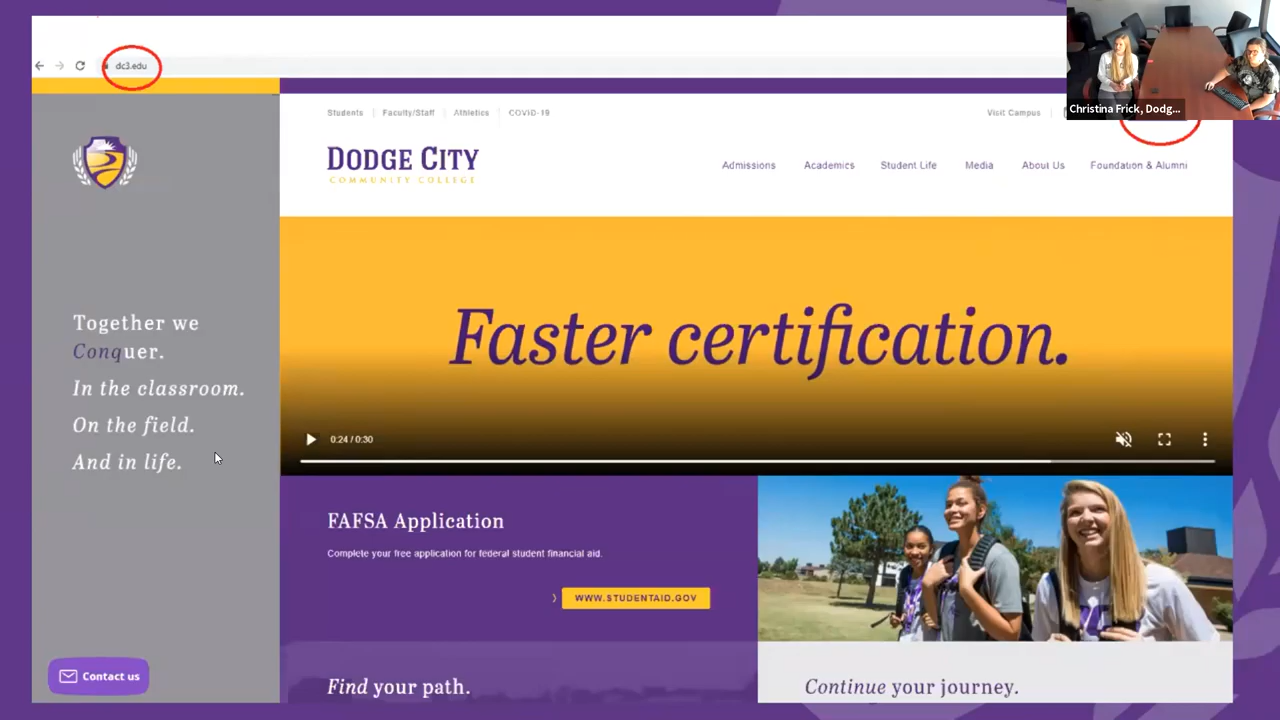 dc3.edu
Christina Frick, Dodg...
Students
Faculty/Staff
Athletics
COVID-19
Visit Campus
DODGE CITY
COMMUNITY COLLEGE
Admissions
Academics
Student Life
Media
About Us
Foundation & Alumni
Together we
Conquer.
In the classroom.
On the field.
And in life.
Faster certification.
0:24 / 0:30
FAFSA Application
Complete your free application for federal student financial aid.
WWW.STUDENTAID.GOV
Contact us
Find your path.
Continue your journey.